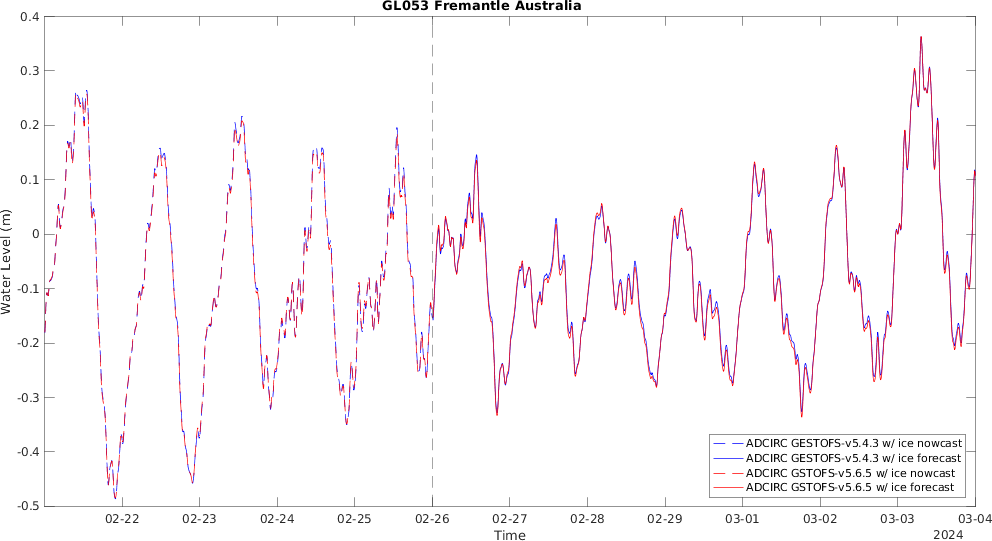 GL053 Fremantle Australia
0.4
0.3
0.2
0.1
0
-0.1
-0.2
-0.3
-0.4
-0.5
Water Level (m)
ADCIRC GESTOFS-v5.4.3 w/ ice nowcast
ADCIRC GESTOFS-v5.4.3 w/ ice forecast
ADCIRC GSTOFS-v5.6.5 w/ ice nowcast
ADCIRC GSTOFS-v5.6.5 w/ ice forecast
02-22 02-23 02-24 02-25 02-26 02-27 02-28 02-29 03-01 03-02 03-03 03-04
Time
2024